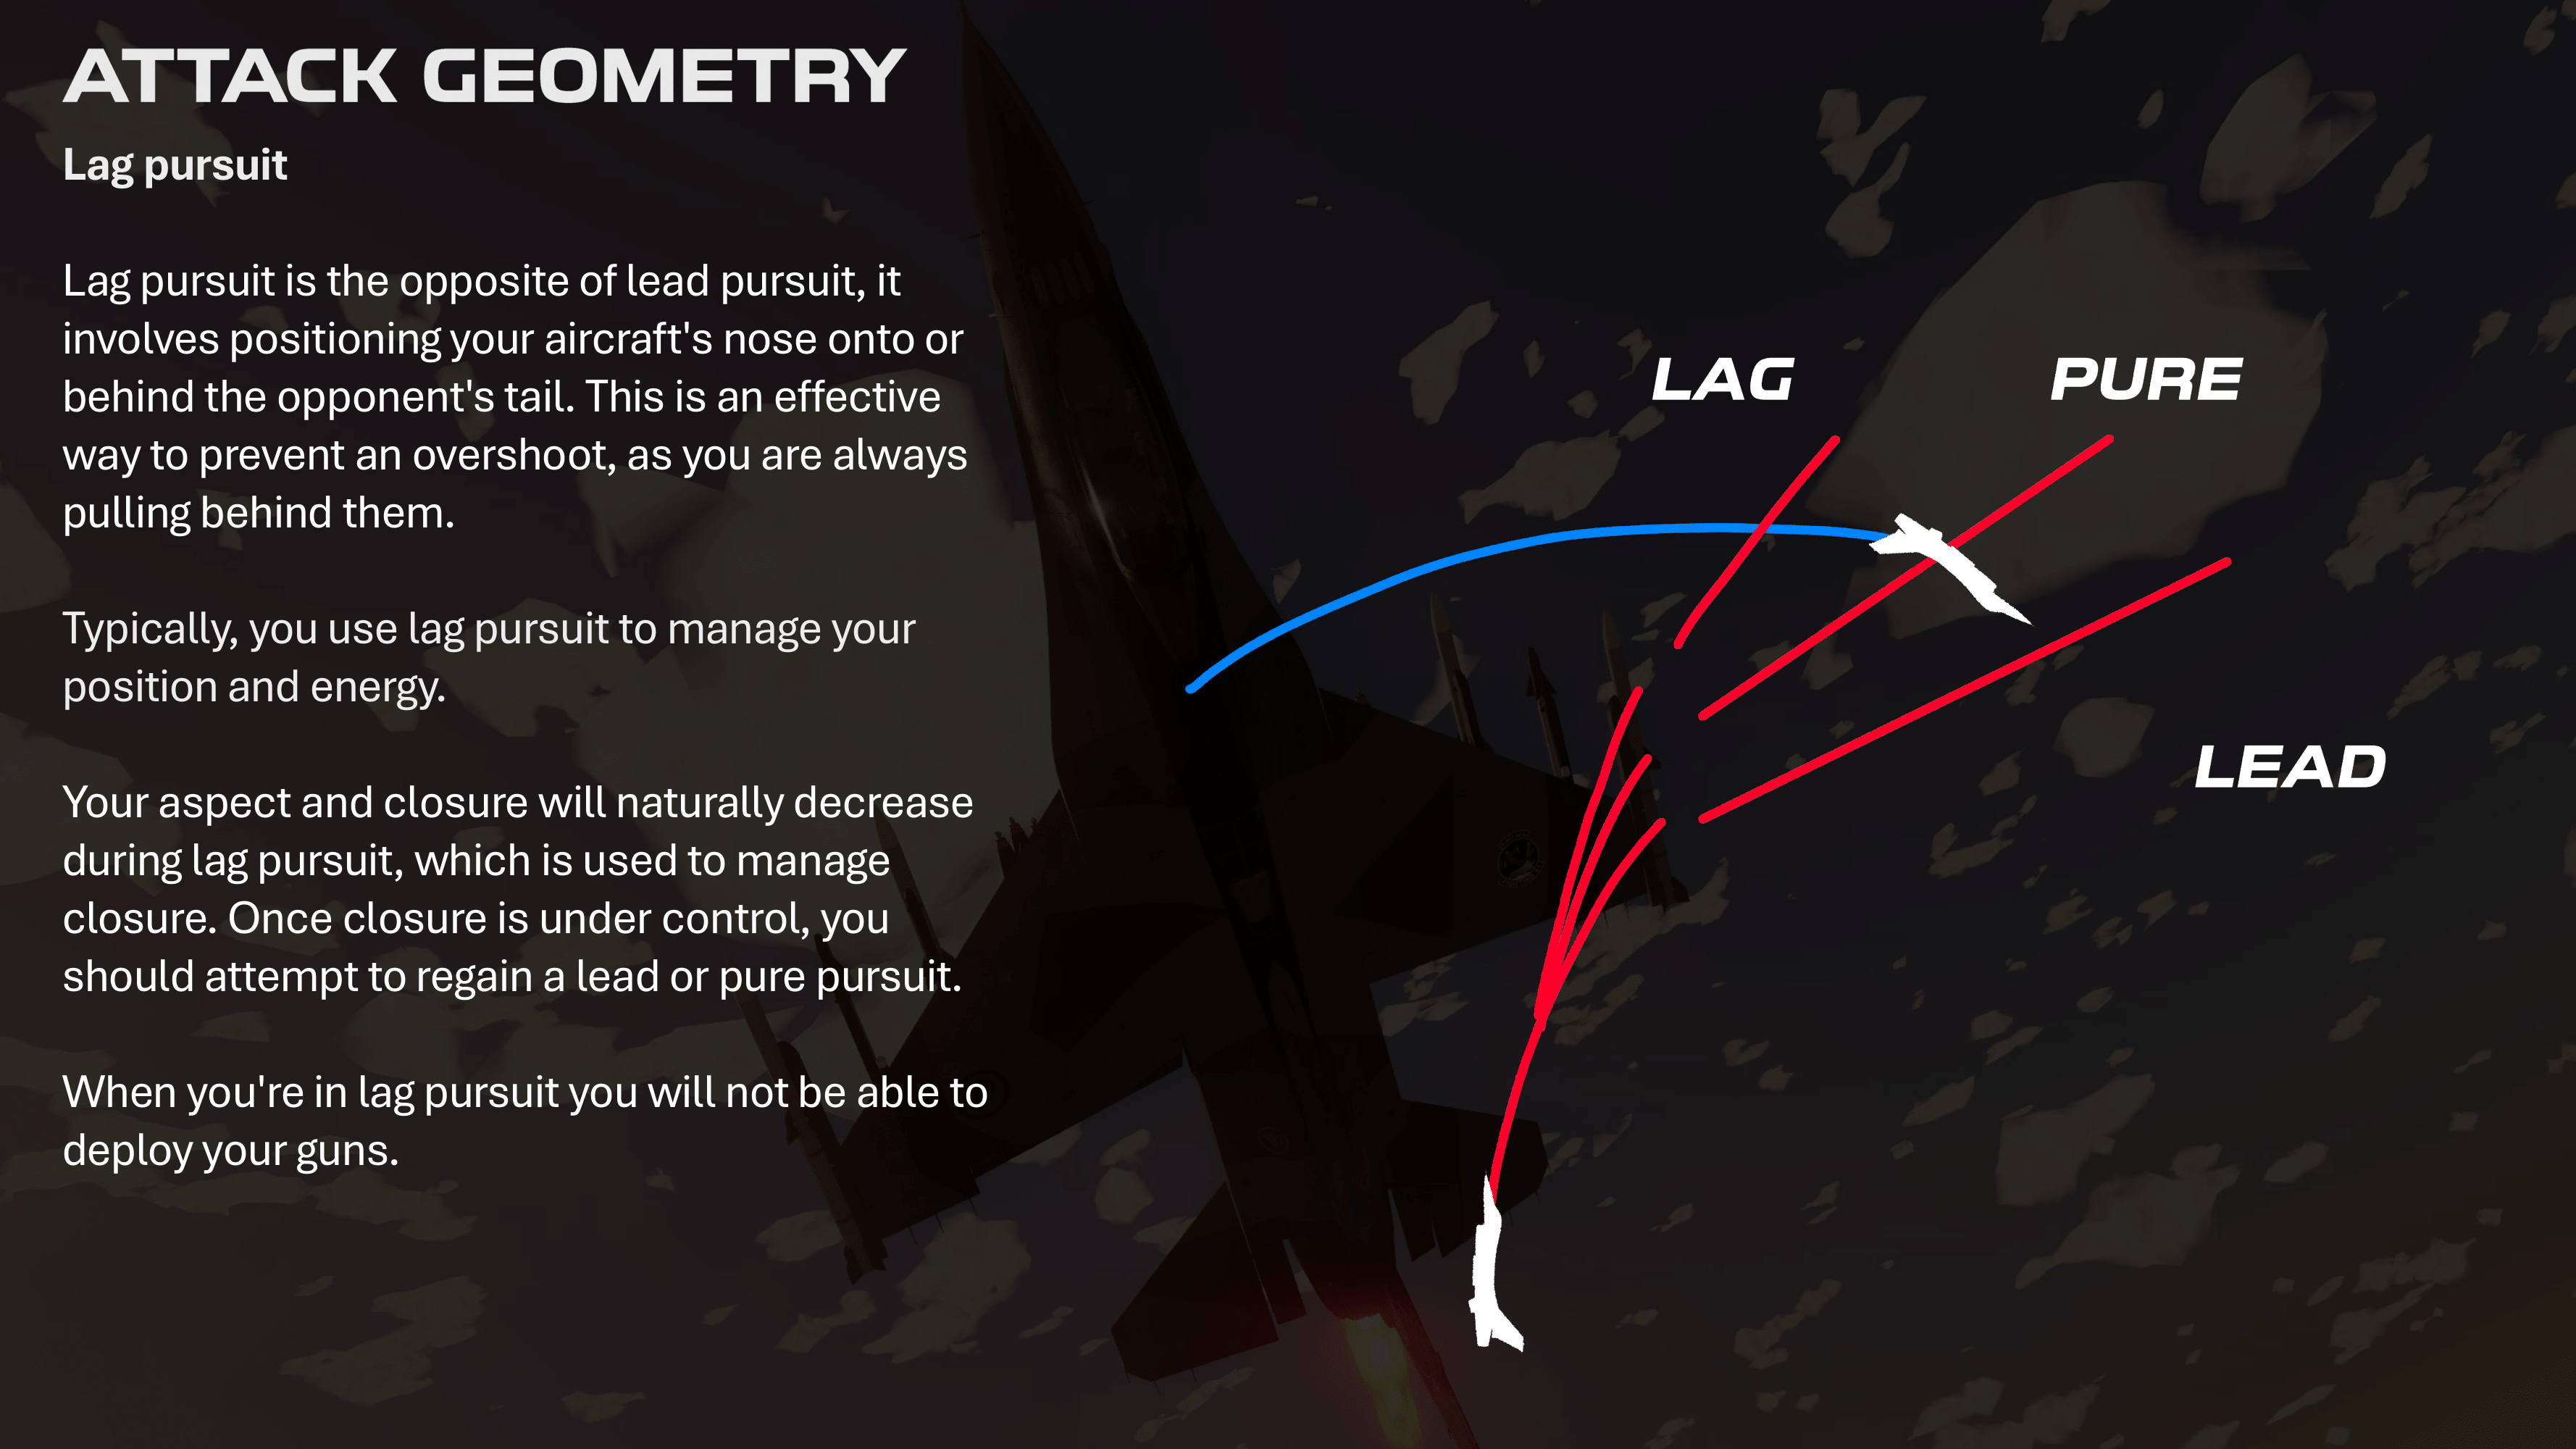 ATTACK GEOMETRY
Lag pursuit
Lag pursuit is the opposite of lead pursuit, it
involves positioning your aircraft's nose onto or
behind the opponent's tail. This is an effective
way to prevent an overshoot, as you are always
pulling behind them.
Typically, you use lag pursuit to manage your
position and energy.
Your aspect and closure will naturally decrease
during lag pursuit, which is used to manage
closure. Once closure is under control, you
should attempt to regain a lead or pure pursuit.
When you're in lag pursuit you will not be able to
deploy your guns.
LAG
PURE
LEAD